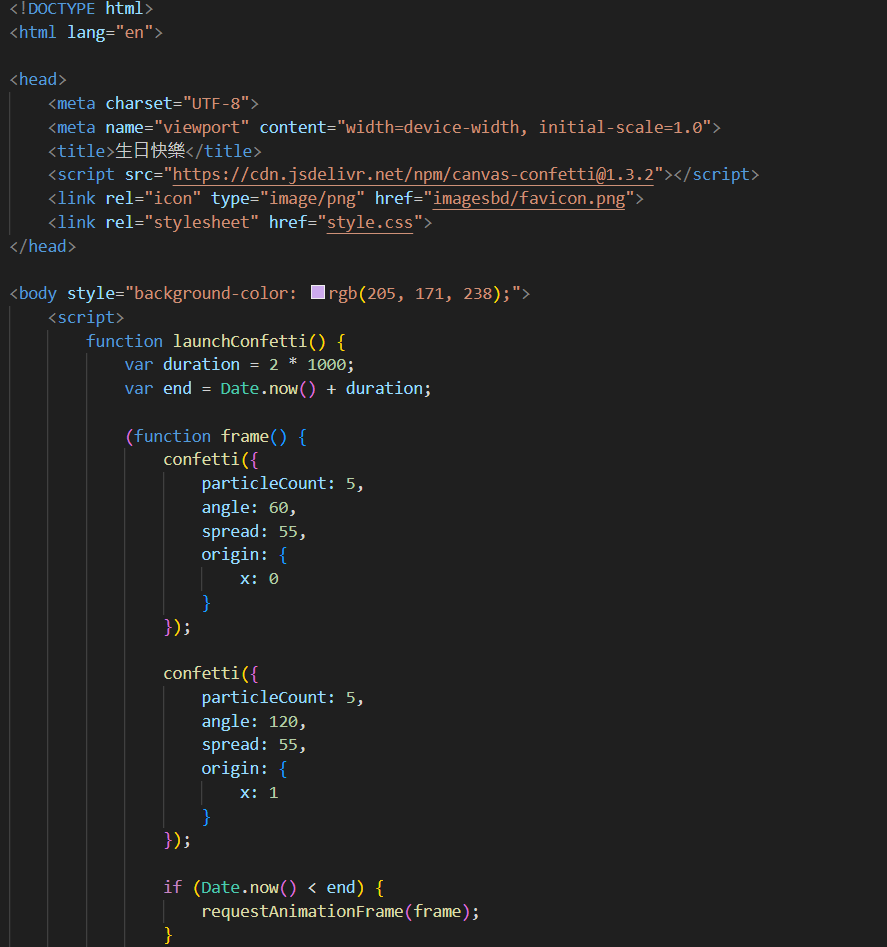 <!DOCTYPE html>
<html lang="en">
<head>
<meta charset="UTF-8">
<meta name="viewport" content="width=device-width, initial-scale=1.0">
<title>生日快樂</title>
<script src="https://cdn.jsdelivr.net/npm/canvas-confetti@1.3.2"></script>
<link rel="icon" type="image/png" href="imagesbd/favicon.png">
<link rel="stylesheet" href="style.css">
</head>
<body style="background-color: rgb(205, 171, 238);">
<script>
function launchConfetti() {
var duration = 2 * 1000;
var end = Date.now() + duration;
(function frame() {
confetti({
particleCount: 5,
angle: 60,
spread: 55,
origin: {
x: 0
}
});
confetti({
particleCount: 5,
angle: 120,
spread: 55,
origin: {
x: 1
}
});
if (Date.now() < end) {
requestAnimationFrame(frame);
}